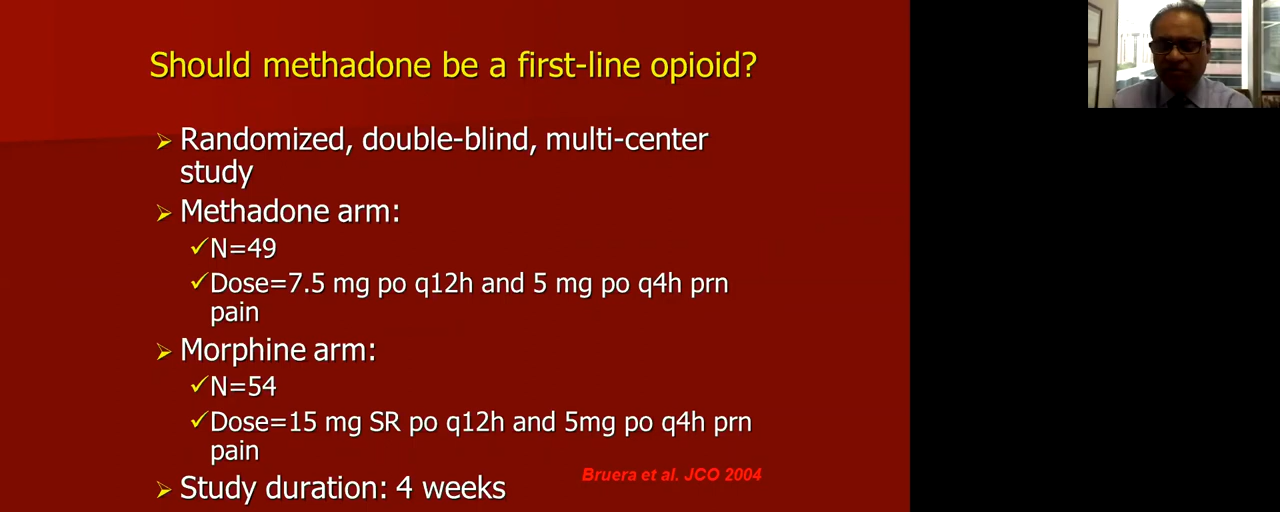 Should methadone be a first-line opioid?
Randomized, double-blind, multi-center
study
Methadone arm:
N=49
Dose=7.5 mg po q12h and 5 mg po q4h prn
pain
Morphine arm:
N=54
Dose=15 mg SR po q12h and 5mg po q4h prn
pain
Bruera et al. JCO 2004
Study duration: 4 weeks